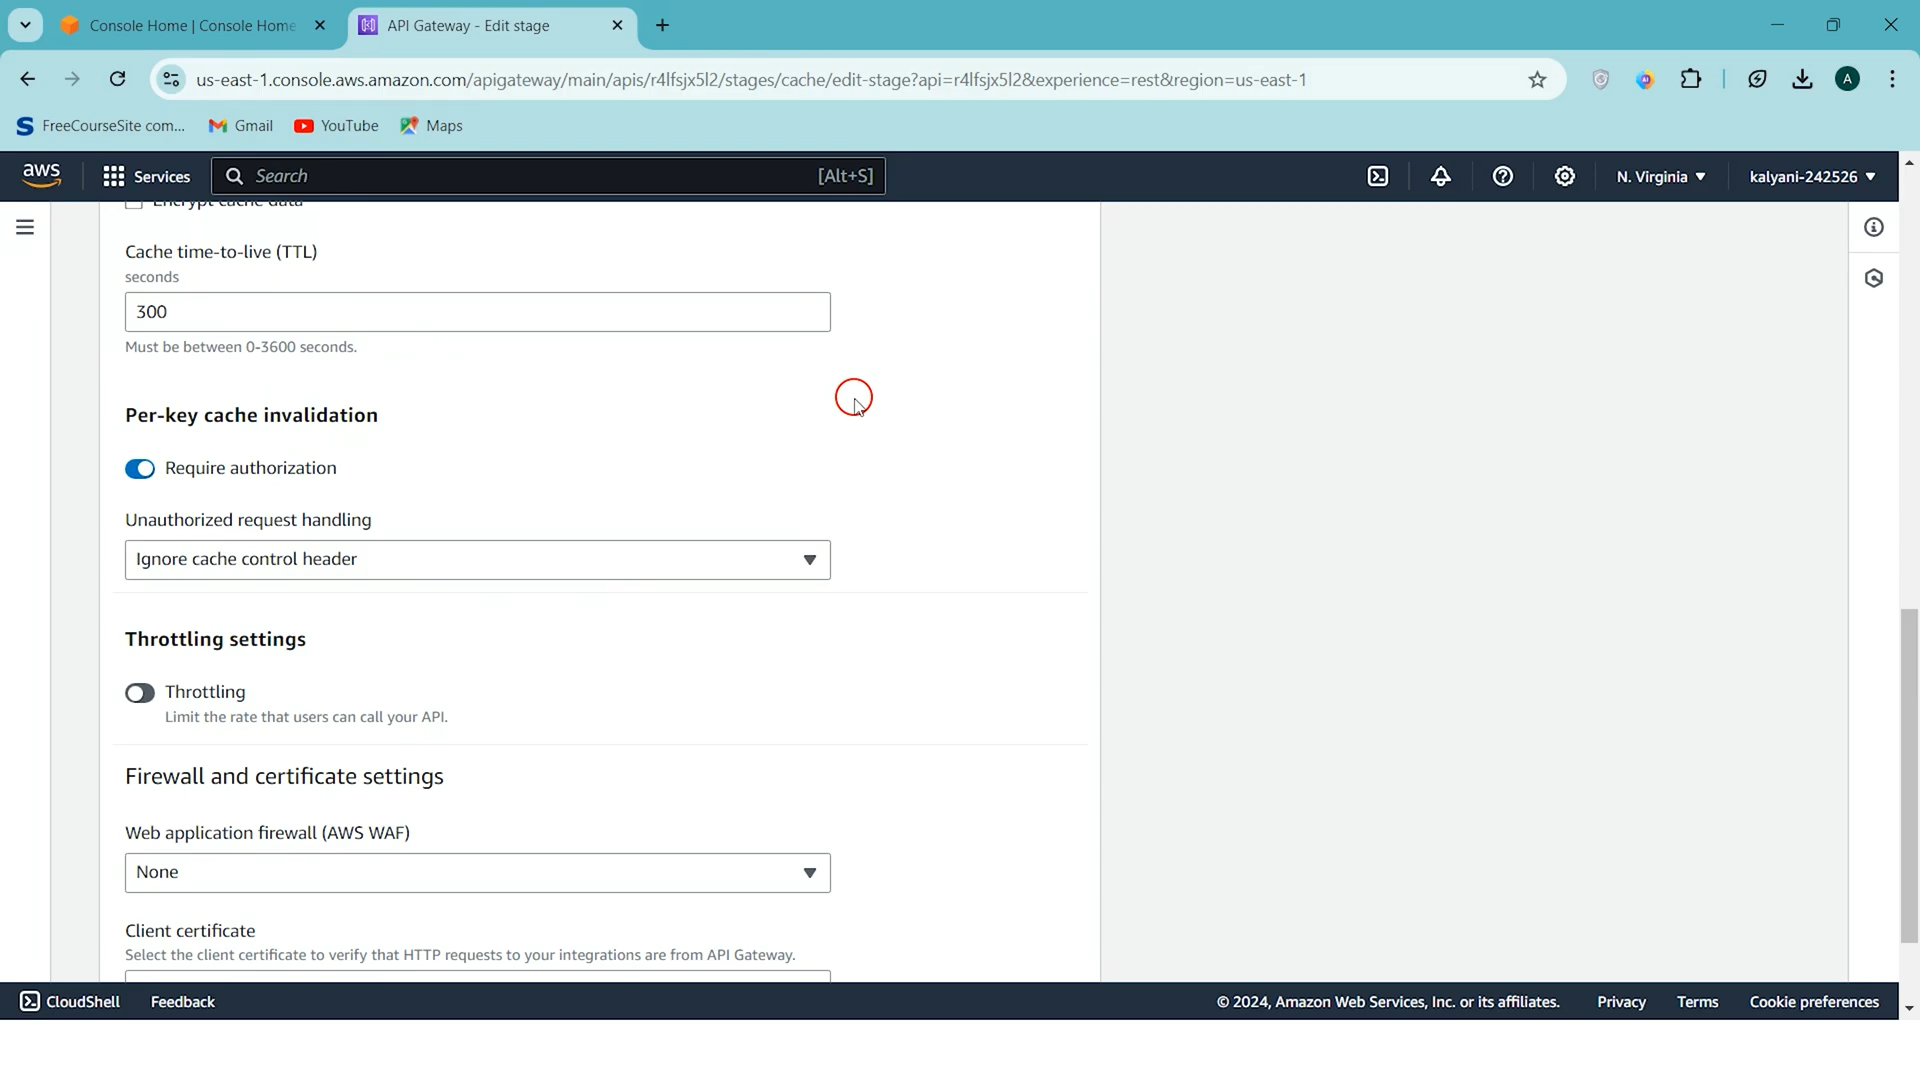 Console Home | Console Home
API Gateway - Edit stage
us-east-1.console.aws.amazon.com/apigateway/main/apis/r4lfsjx5l2/stages/cache/edit-stage?api=r4lfsjx5l2&experience=rest&region=us-east-1
A
FreeCourseSite com...
Gmail
YouTube
Maps
aws
Services
Search
[Alt+S]
N. Virginia
kalyani-242526
Encrypt cache data
Cache time-to-live (TTL)
seconds
300
Must be between 0-3600 seconds.
Per-key cache invalidation
Require authorization
Unauthorized request handling
Ignore cache control header
Throttling settings
Throttling
Limit the rate that users can call your API.
Firewall and certificate settings
Web application firewall (AWS WAF)
None
Client certificate
Select the client certificate to verify that HTTP requests to your integrations are from API Gateway.
CloudShell
Feedback
© 2024, Amazon Web Services, Inc. or its affiliates.
Privacy
Terms
Cookie preferences